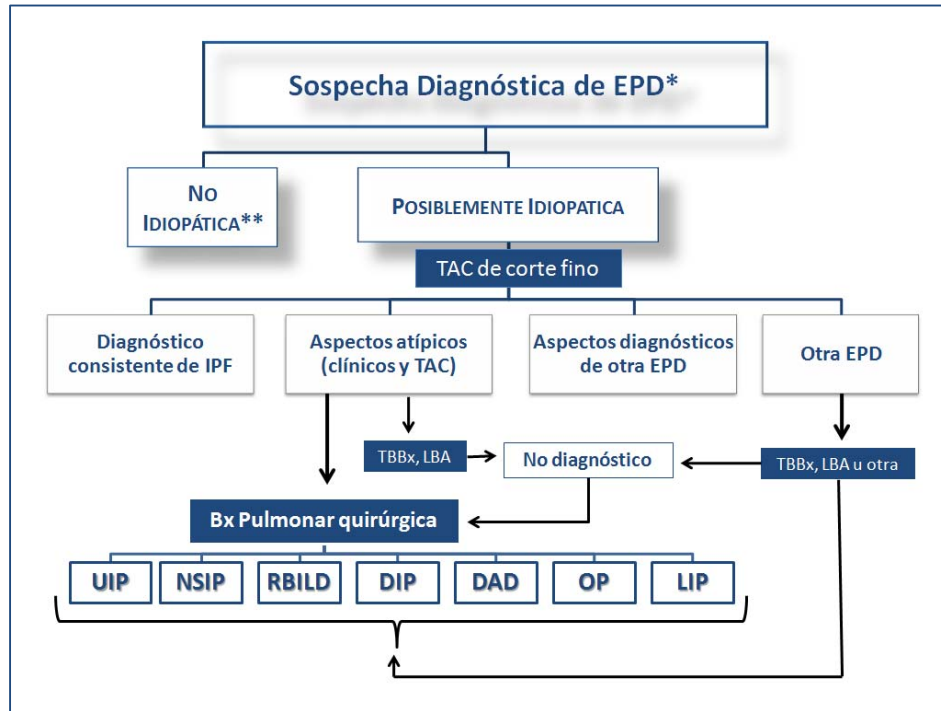 Sospecha Diagnóstica de EPD*
NO
IDIOPÁTICA**
POSIBLEMENTE IDIOPATICA
TAC de corte fino
Diagnóstico
consistente de IPF
Aspectos atípicos
(clínicos y TAC)
Aspectos diagnósticos
de otra EPD
Otra EPD
TBBx, LBA
No diagnóstico
TBBx, LBA u otra
Bx Pulmonar quirúrgica
UIP
NSIP
RBILD
DIP
DAD
OP
LIP